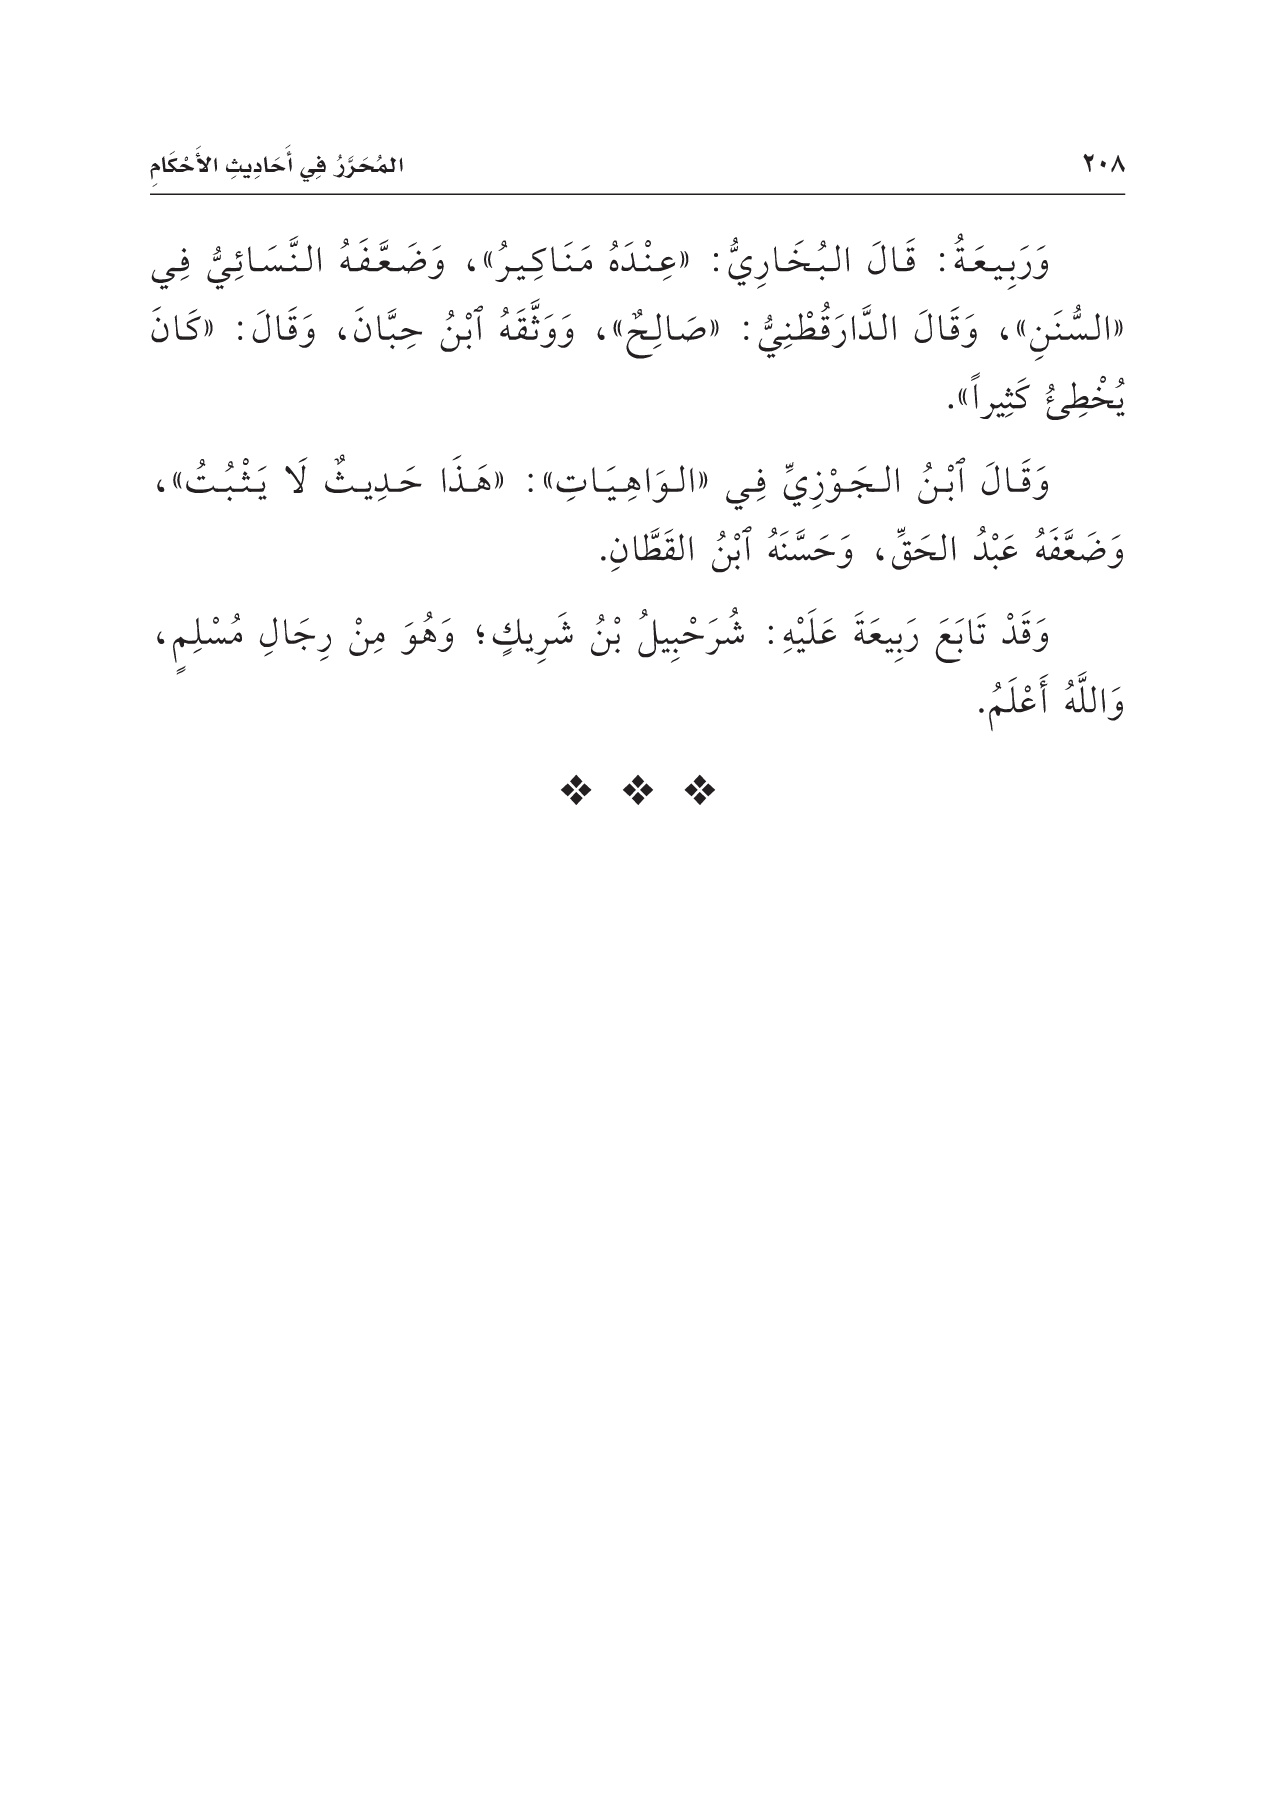 ٢٠٨ المُحَرَّرُ فِي أَحَادِيثِ الأَحْكَامِ
وَرَبِيعَةُ: قَالَ البُخَارِيُّ: «عِنْدَهُ مَنَاكِيرُ»، وَضَعَّفَهُ النَّسَائِيُّ فِي
«السُّنَنِ»، وَقَالَ الدَّارَقُطْنِيُّ: «صَالِحٌ»، وَوَثَّقَهُ ٱبْنُ حِبَّانَ، وَقَالَ: «كَانَ
يُخْطِئُ كَثِيراً».
وَقَالَ ٱبْنُ الجَوْزِيِّ فِي «الوَاهِيَاتِ»: «هَذَا حَدِيثٌ لَا يَثْبُتُ»،
وَضَعَّفَهُ عَبْدُ الحَقِّ، وَحَسَّنَهُ ٱبْنُ القَطَّانِ.
وَقَدْ تَابَعَ رَبِيعَةَ عَلَيْهِ: شُرَحْبِيلُ بْنُ شَرِيكٍ؛ وَهُوَ مِنْ رِجَالِ مُسْلِمٍ،
وَاللَّهُ أَعْلَمُ.